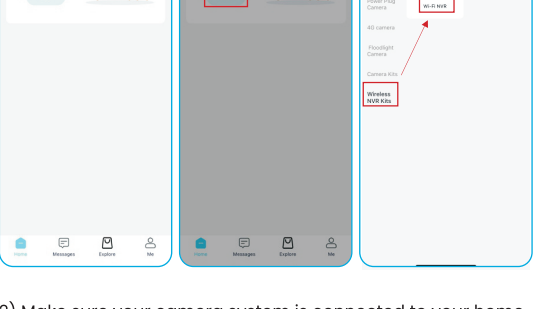 Power Plug
Camera
Wi-Fi NVR
4G camera
Floodlight
Camera
Camera Kits
Wireless
NVR Kits
Home Messages Explore Me
Home Messages Explore Me
2) Make sure your camera system is connected to your home